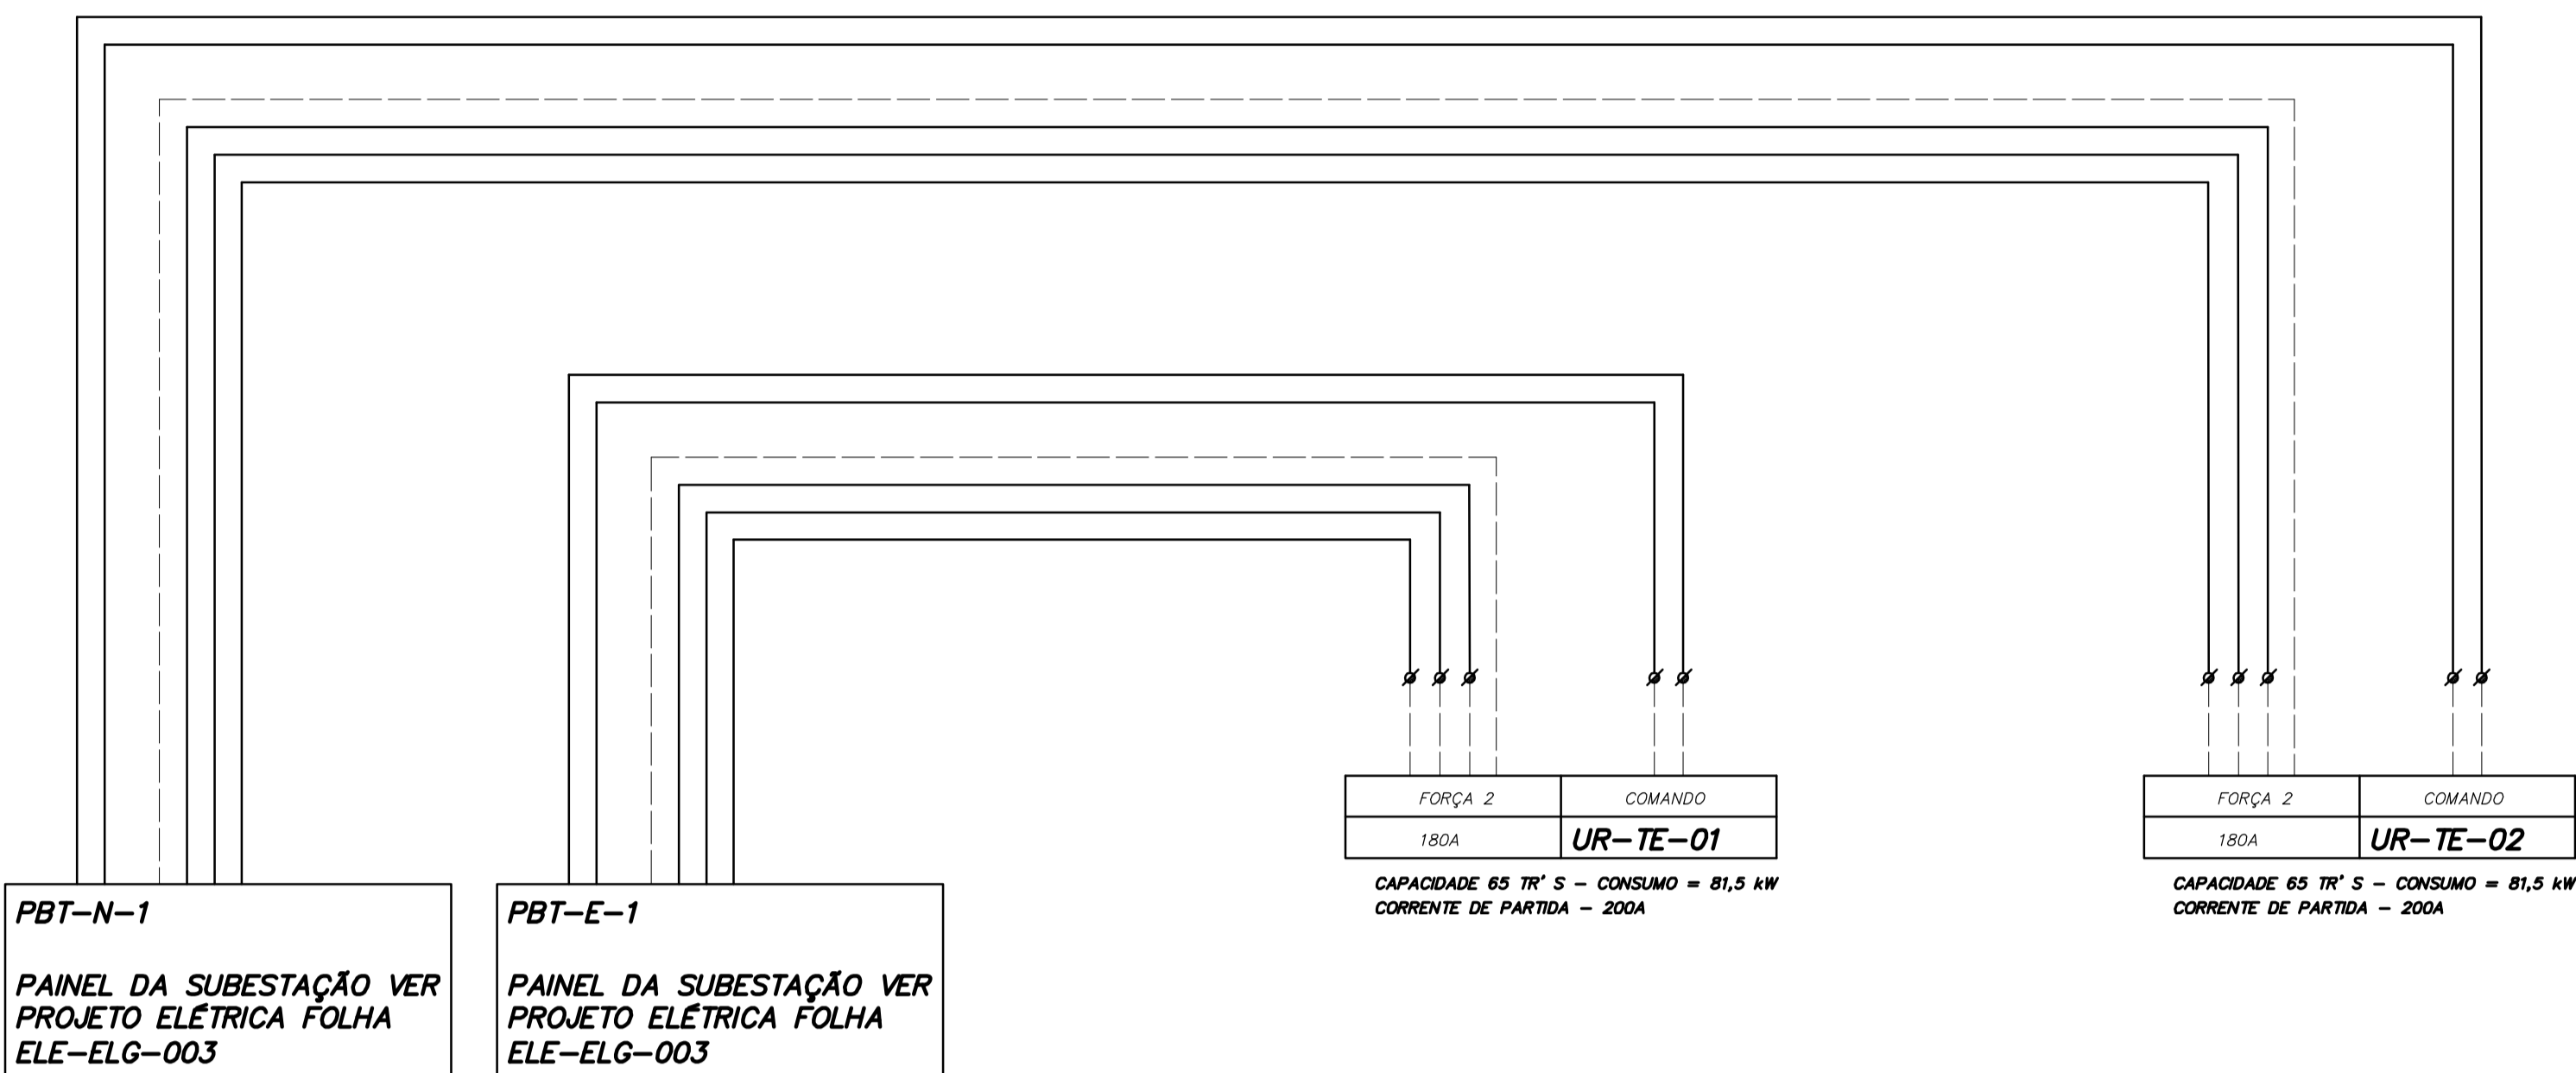 FORÇA 2
COMANDO
180A
UR-TE-01
CAPACIDADE 65 TR' S - CONSUMO = 81,5 kW
CORRENTE DE PARTIDA - 200A
FORÇA 2
COMANDO
180A
UR-TE-02
CAPACIDADE 65 TR' S - CONSUMO = 81,5 kW
CORRENTE DE PARTIDA - 200A
PBT-N-1
PAINEL DA SUBESTAÇÃO VER
PROJETO ELÉTRICA FOLHA
ELE-ELG-003
PBT-E-1
PAINEL DA SUBESTAÇÃO VER
PROJETO ELÉTRICA FOLHA
ELE-ELG-003